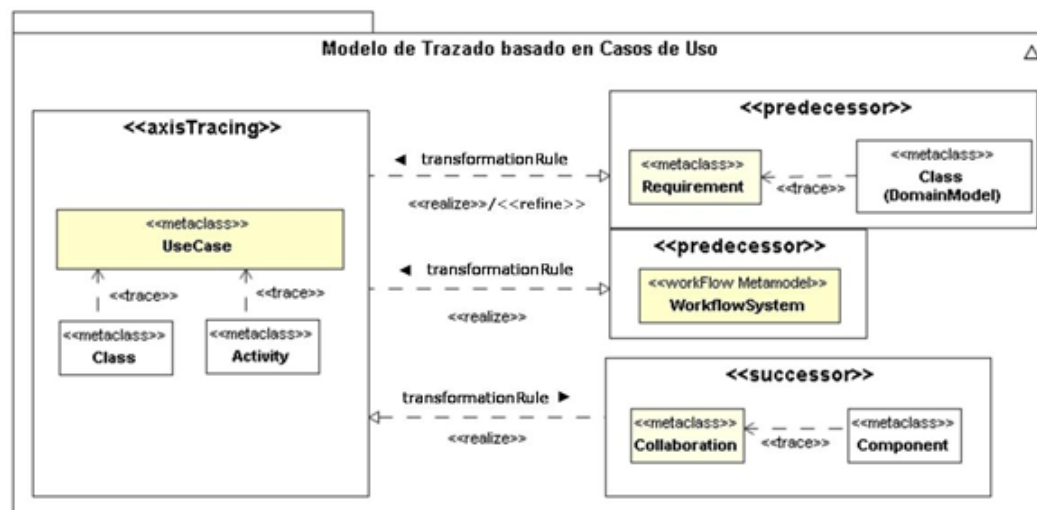 Modelo de Trazado basado en Casos de Uso
<<axisTracing>>
<<metaclass>>
UseCase
<<trace>>
<<trace>>
<<metaclass>>
Class
<<metaclass>>
Activity
◄ transformationRule
<<realize>>/<<refine>>
◄ transformationRule
<<realize>>
transformationRule ►
<<realize>>
<<predecessor>>
<<metaclass>>
Requirement
<<trace>>
<<metaclass>>
Class
(DomainModel)
<<predecessor>>
<<workFlow Metamodel>>
WorkflowSystem
<<successor>>
<<metaclass>>
Collaboration
<<trace>>
<<metaclass>>
Component